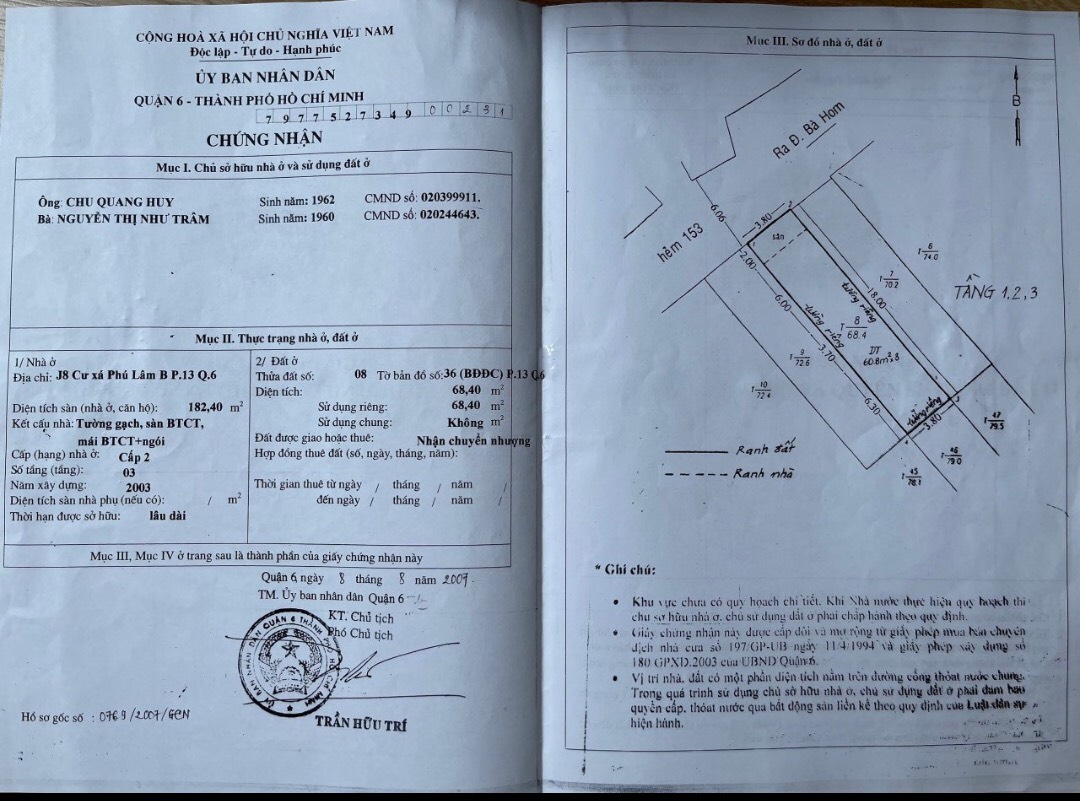 CỘNG HOÀ XÃ HỘI CHỦ NGHĨA VIỆT NAM
Độc lập - Tự do - Hạnh phúc
ỦY BAN NHÂN DÂN
QUẬN 6 - THÀNH PHỐ HỒ CHÍ MINH
7 9 7 7 5 2 7 3 4 9 0 0 2 9 1
CHỨNG NHẬN
Mục I. Chủ sở hữu nhà ở và sử dụng đất ở
Ông: CHU QUANG HUY Sinh năm: 1962 CMND số: 020399911.
Bà: NGUYỄN THỊ NHƯ TRÂM Sinh năm: 1960 CMND số: 020244643.
Mục II. Thực trạng nhà ở, đất ở
1/ Nhà ở
Địa chỉ: J8 Cư xá Phú Lâm B P.13 Q.6
Diện tích sàn (nhà ở, căn hộ): 182,40 m²
Kết cấu nhà: Tường gạch, sàn BTCT,
mái BTCT+ngói
Cấp (hạng) nhà ở: Cấp 2
Số tầng (tầng): 03
Năm xây dựng: 2003
Diện tích sàn nhà phụ (nếu có): / m²
Thời hạn được sở hữu: lâu dài
2/ Đất ở
Thửa đất số: 08 Tờ bản đồ số: 36 (BĐĐC) P.13 Q6
Diện tích: 68,40 m²
Sử dụng riêng: 68,40 m²
Sử dụng chung: Không m²
Đất được giao hoặc thuê: Nhận chuyển nhượng
Hợp đồng thuê đất (số, ngày, tháng, năm):
Thời gian thuê từ ngày / tháng / năm
đến ngày / tháng / năm /
Mục III, Mục IV ở trang sau là thành phần của giấy chứng nhận này
Quận 6, ngày 8 tháng 8 năm 2007
TM. Ủy ban nhân dân Quận 6
KT. Chủ tịch
Phó Chủ tịch
ỦY BAN NHÂN DÂN QUẬN 6 THÀNH PHỐ HỒ CHÍ MINH
TRẦN HỮU TRÍ
Hồ sơ gốc số : 0769/2007/GCN
Mục III. Sơ đồ nhà ở, đất ở
B
Ra Đ. Bà Hom
hẻm 153
6.06
3.80
sân
2.00
6.00
tường riêng
tường riêng
18.00
3.70
6.30
tường riêng
3.80
T 6/74.0
T 7/70.2
TẦNG 1,2,3
T 8/68.4
DT
60.8m²x3
T 9/72.6
T 10/72.4
T 47/79.5
T 46/79.0
T 45/78.1
Ranh đất
Ranh nhà
* Ghi chú:
• Khu vực chưa có quy hoạch chi tiết. Khi Nhà nước thực hiện quy hoạch thì
chủ sở hữu nhà ở, chủ sử dụng đất ở phải chấp hành theo quy định.
• Giấy chứng nhận này được cấp đổi và mở rộng từ giấy phép mua bán chuyển
dịch nhà cửa số 197/GP-UB ngày 11/4/1994 và giấy phép xây dựng số
180/GPXD.2003 của UBND Quận 6.
• Vị trí nhà, đất có một phần diện tích nằm trên đường cống thoát nước chung.
Trong quá trình sử dụng chủ sở hữu nhà ở, chủ sử dụng đất ở phải đảm bảo
quyền cấp, thoát nước qua bất động sản liền kề theo quy định của Luật dân sự
hiện hành.